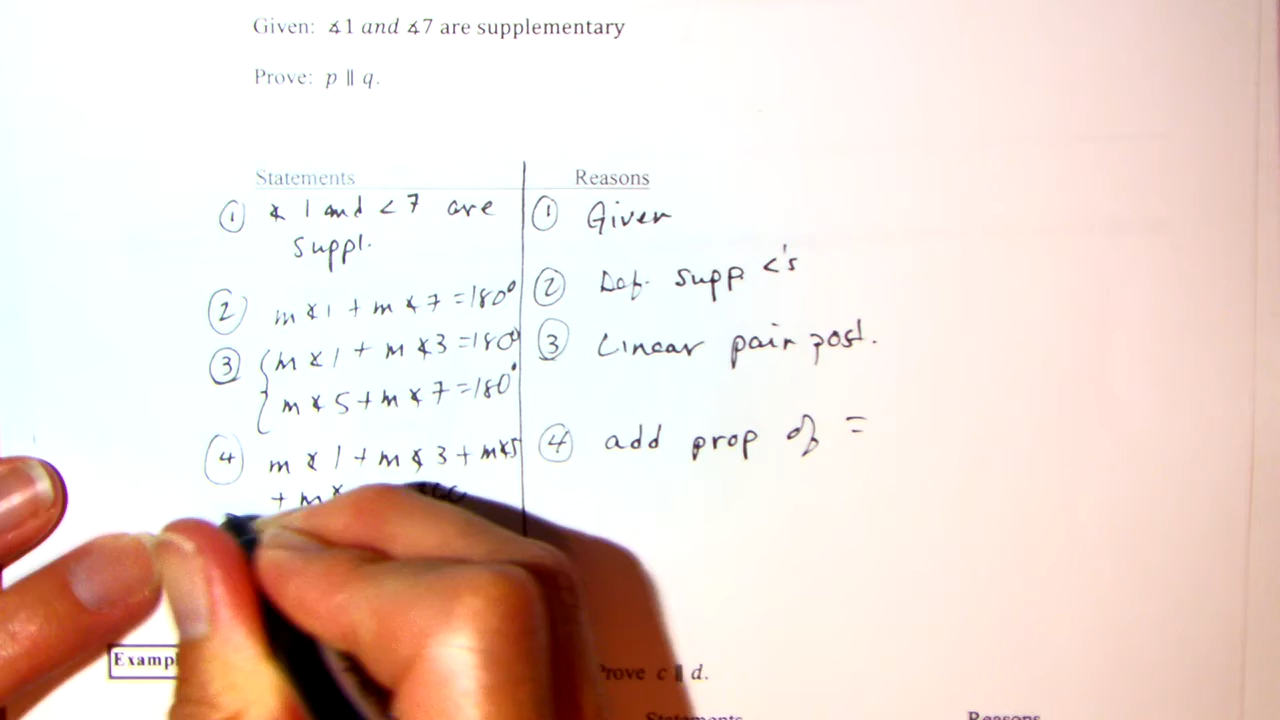 Given: ∡1 and ∡7 are supplementary
Prove: p ∥ q.
Statements Reasons
① ∡ 1 and < 7 are ① Given
suppl.
② m∡1 + m∡7 = 180° ② Def. supp. <'s
③ { m∡1 + m∡3 = 180° ③ Linear pair post.
m∡5 + m∡7 = 180°
④ m∡1 + m∡3 + m∡5 ④ add prop of =
+ m∡
Examp
Prove c ∥ d.
Statements Reasons